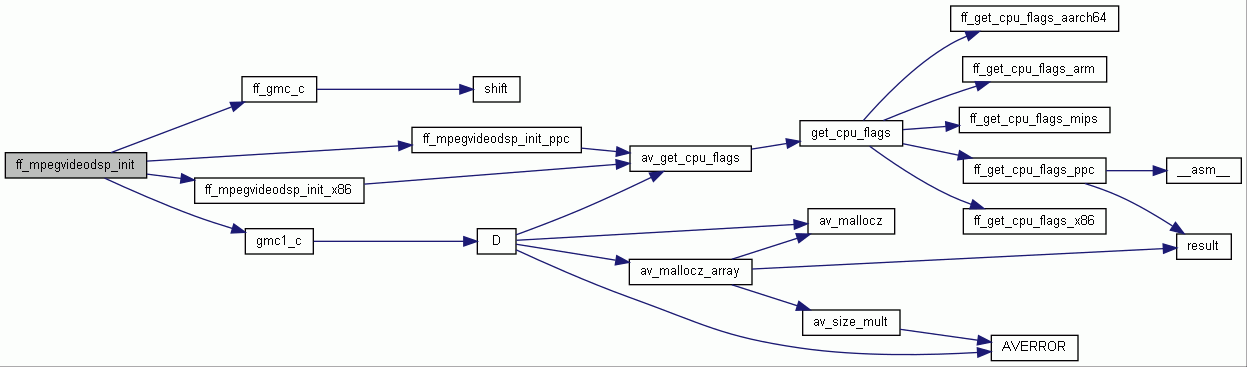 ff_get_cpu_flags_aarch64
ff_get_cpu_flags_arm
ff_gmc_c
shift
ff_get_cpu_flags_mips
get_cpu_flags
ff_mpegvideodsp_init_ppc
av_get_cpu_flags
ff_mpegvideodsp_init
ff_get_cpu_flags_ppc
__asm__
ff_mpegvideodsp_init_x86
ff_get_cpu_flags_x86
av_mallocz
gmc1_c
D
result
av_mallocz_array
av_size_mult
AVERROR